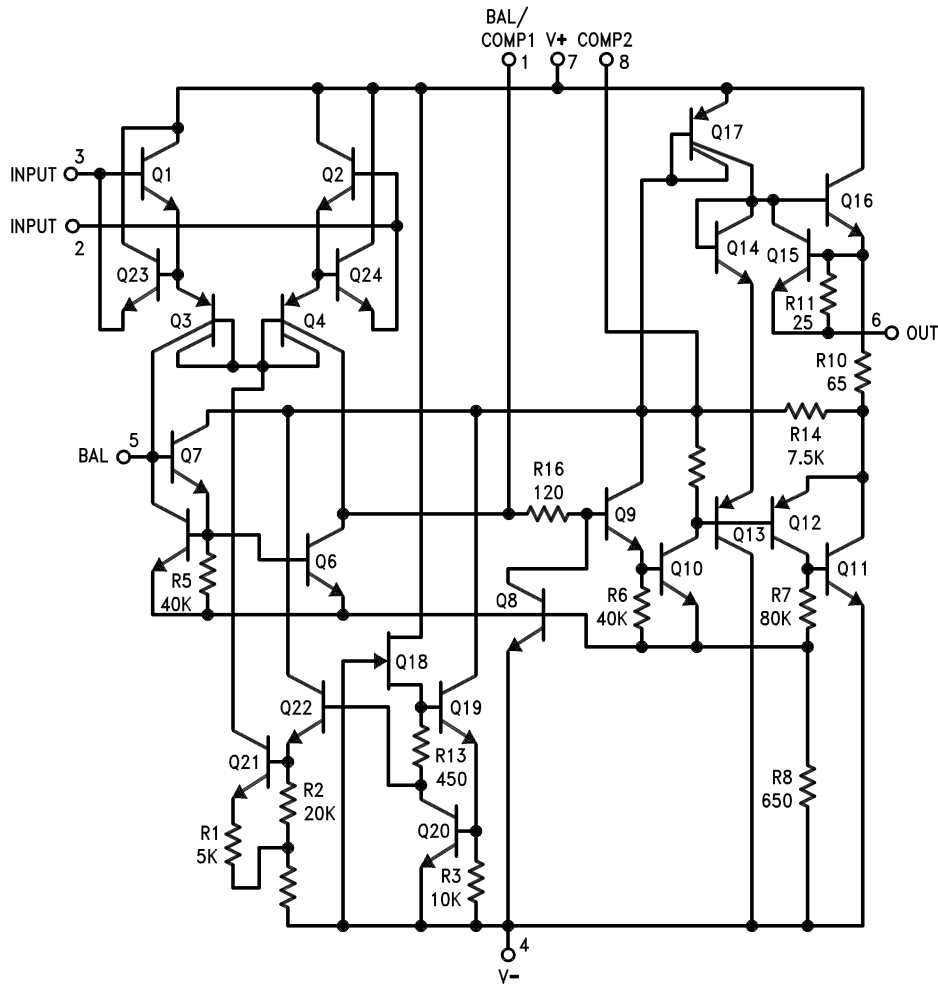 BAL/
COMP1 V+ COMP2
1 7 8
Q17
3
INPUT
Q1 Q2
Q16
INPUT
2
Q14 Q15
Q23 Q24
R11
25
6
OUT
Q3 Q4
R10
65
5
BAL
Q7
R14
7.5K
R16
120
Q9 Q13 Q12
Q6 Q10 Q11
R5
40K
Q8
R6
40K
R7
80K
Q18
Q22 Q19
Q21
R13
450
R2
20K
R8
650
R1
5K
Q20
R3
10K
4
V-